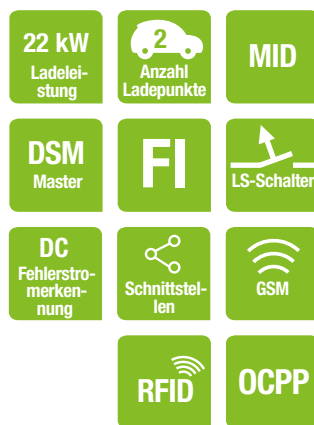 22 kW
Ladelei-
stung
2
Anzahl
Ladepunkte
MID
DSM
Master
FI
LS-Schalter
DC
Fehlerstro-
merken-
nung
Schnittstel-
len
GSM
RFID
OCPP